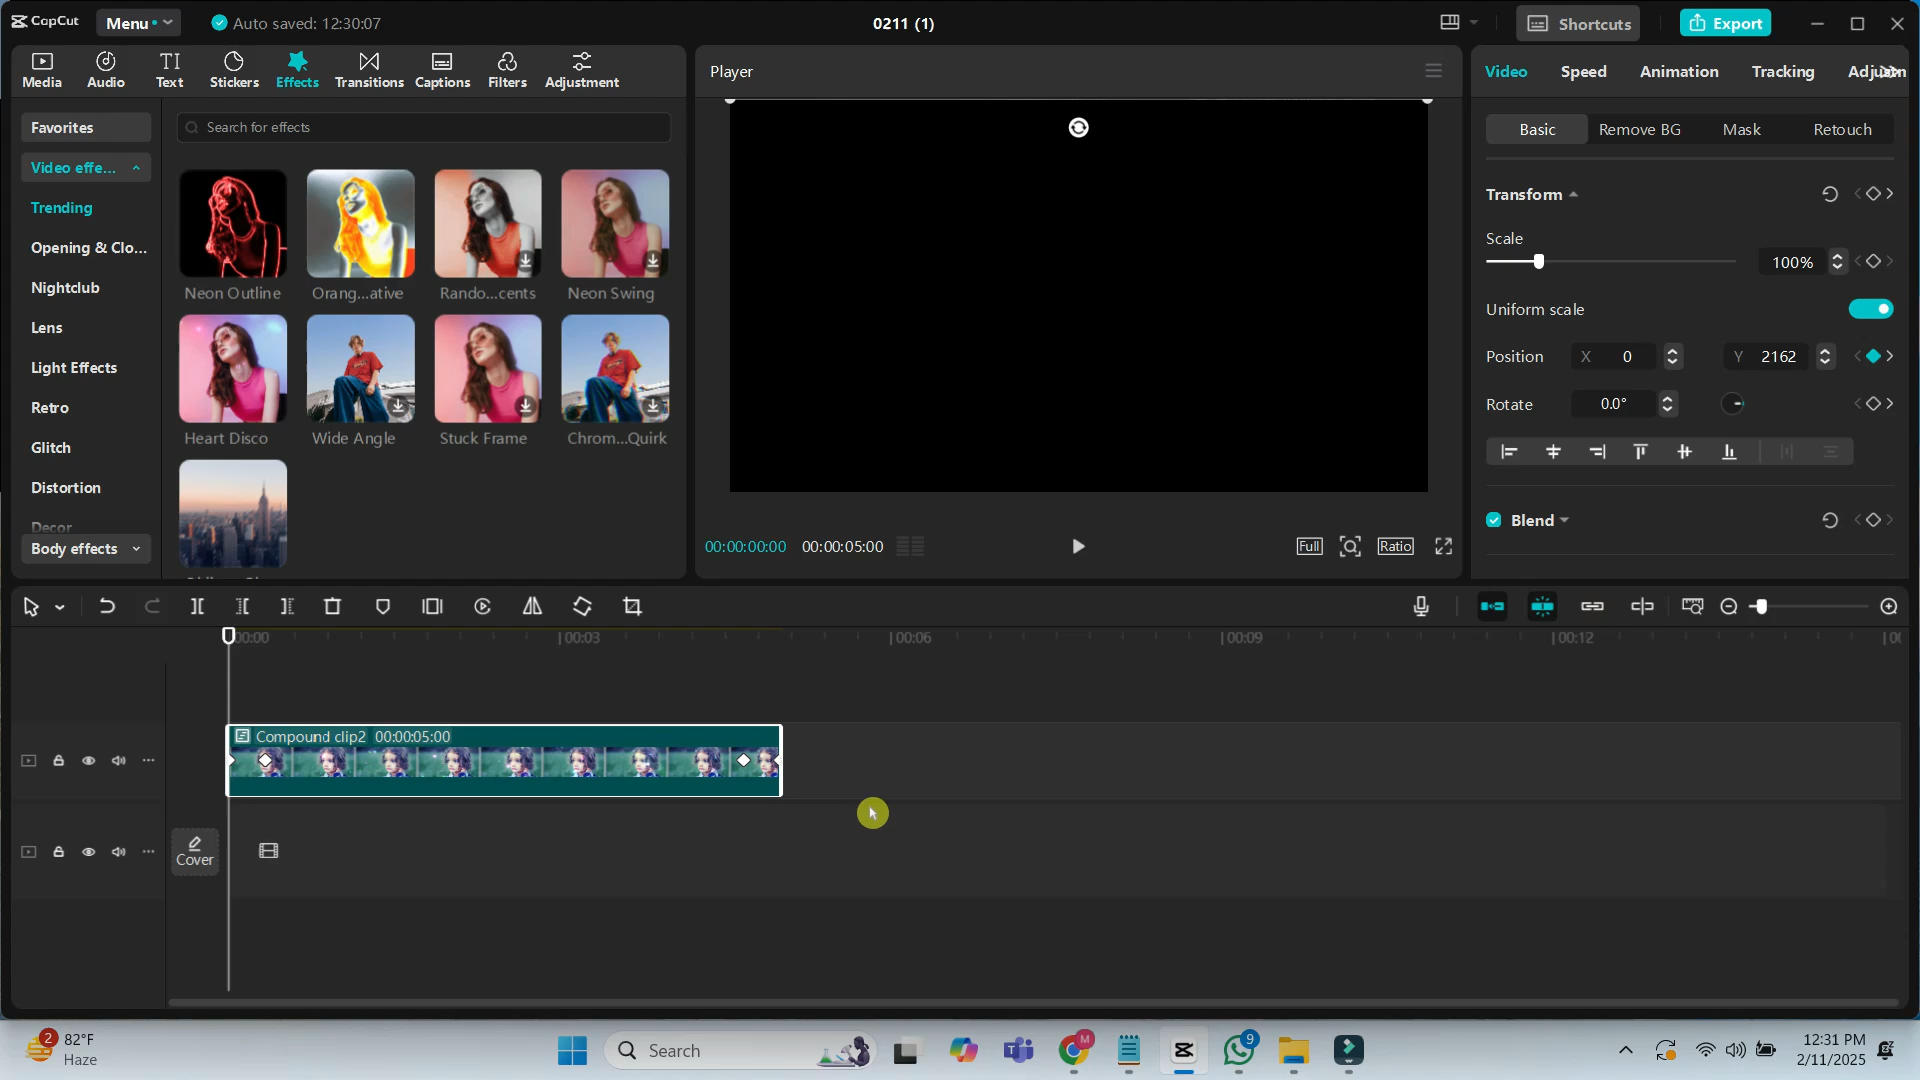 CapCut
Menu
Auto saved: 12:30:07
0211 (1)
Shortcuts
Export
Media
Audio
Text
Stickers
Effects
Transitions
Captions
Filters
Adjustment
Player
Video
Speed
Animation
Tracking
Favorites
Search for effects
Video effe...
Trending
Opening & Clo...
Nightclub
Lens
Light Effects
Retro
Glitch
Distortion
Decor
Body effects
Neon Outline
Orang...ative
Rando...cents
Neon Swing
Heart Disco
Wide Angle
Stuck Frame
Chrom...Quirk
00:00:00:00
00:00:05:00
Full
Ratio
Basic
Remove BG
Mask
Retouch
Transform
Scale
100%
Uniform scale
Position
X 0
Y 2162
Rotate
0.0°
Blend
00:00
00:03
00:06
00:09
00:12
Compound clip2 00:00:05:00
Cover
2
82°F
Haze
Search
M
9
12:31 PM
2/11/2025